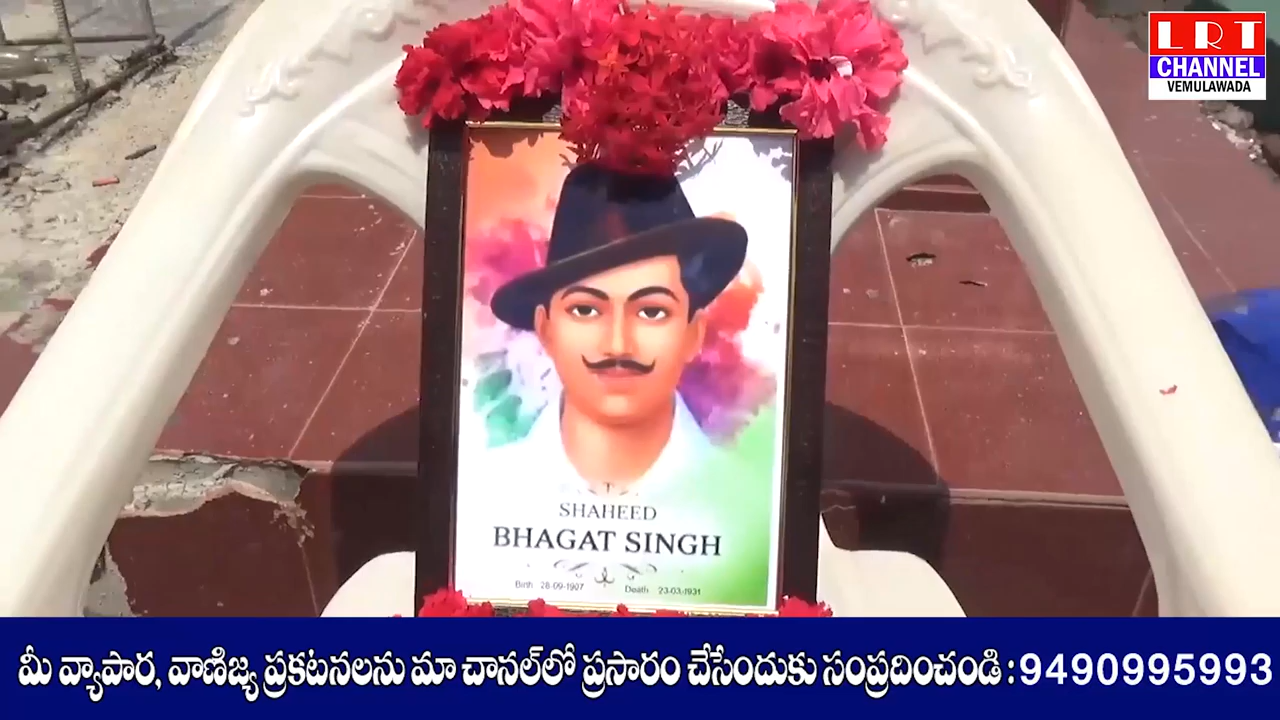 LRT
CHANNEL
VEMULAWADA
SHAHEED
BHAGAT SINGH
Birth 28-09-1907 Death 23-03-1931
మీ వ్యాపార, వాణిజ్య ప్రకటనలను మా చానల్‌లో ప్రసారం చేసేందుకు సంప్రదించండి : 9490995993